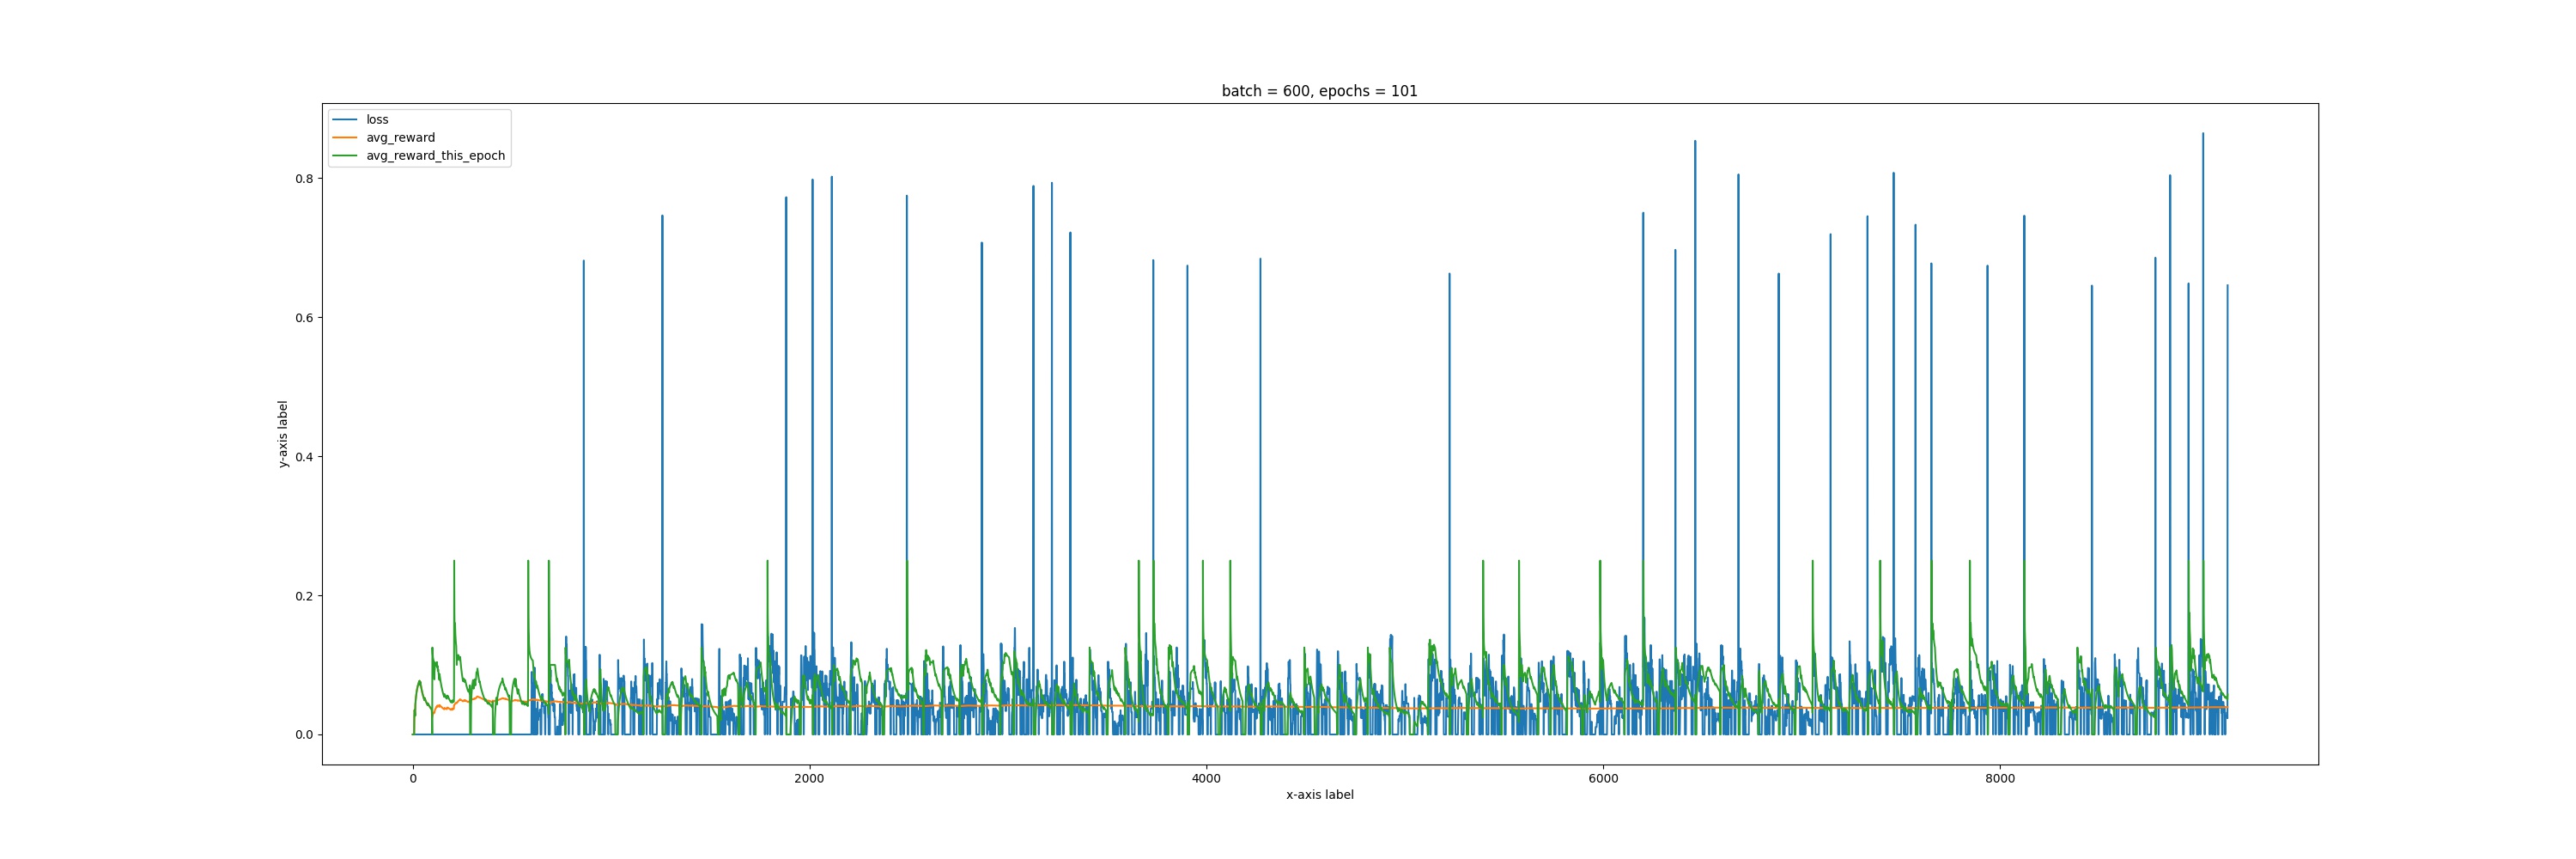 batch = 600, epochs = 101
loss
avg_reward
avg_reward_this_epoch
0.8
0.6
0.4
0.2
0.0
y-axis label
0 2000 4000 6000 8000
x-axis label